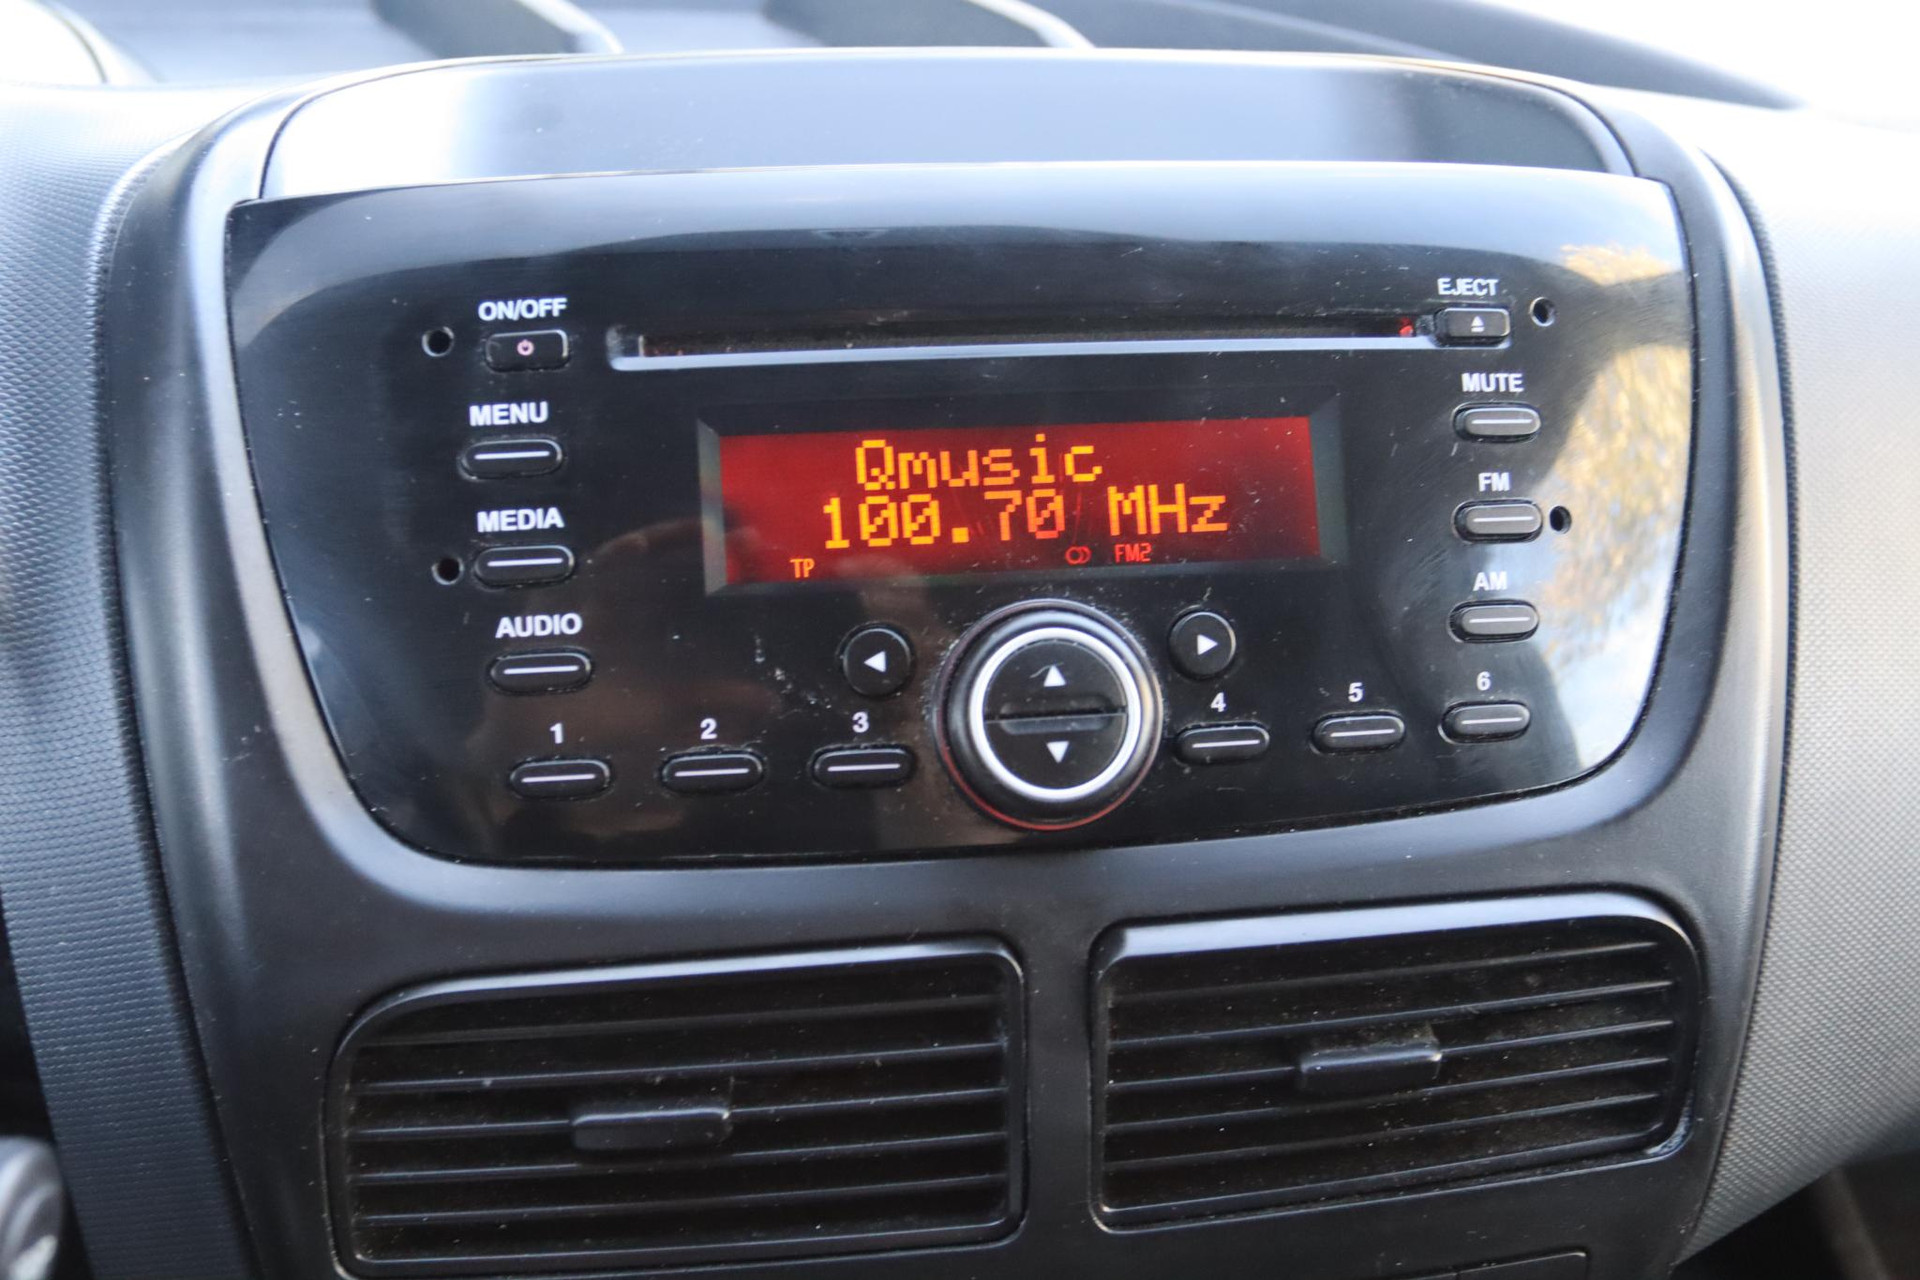 ON/OFF
EJECT
MENU
MUTE
Qmusic
100.70 MHz
TP
FM2
MEDIA
FM
AUDIO
AM
1
2
3
4
5
6